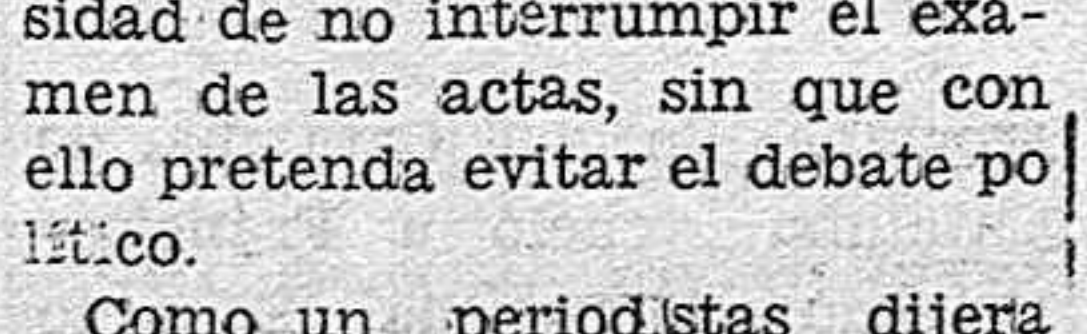 sidad de no interrumpir el exa-
men de las actas, sin que con
ello pretenda evitar el debate po
lítico.
Como un periodistas dijera